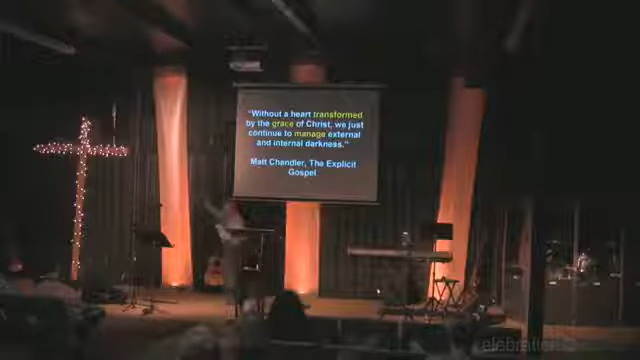 "Without a heart transformed
by the grace of Christ, we just
continue to manage external
and internal darkness."
Matt Chandler, The Explicit
Gospel